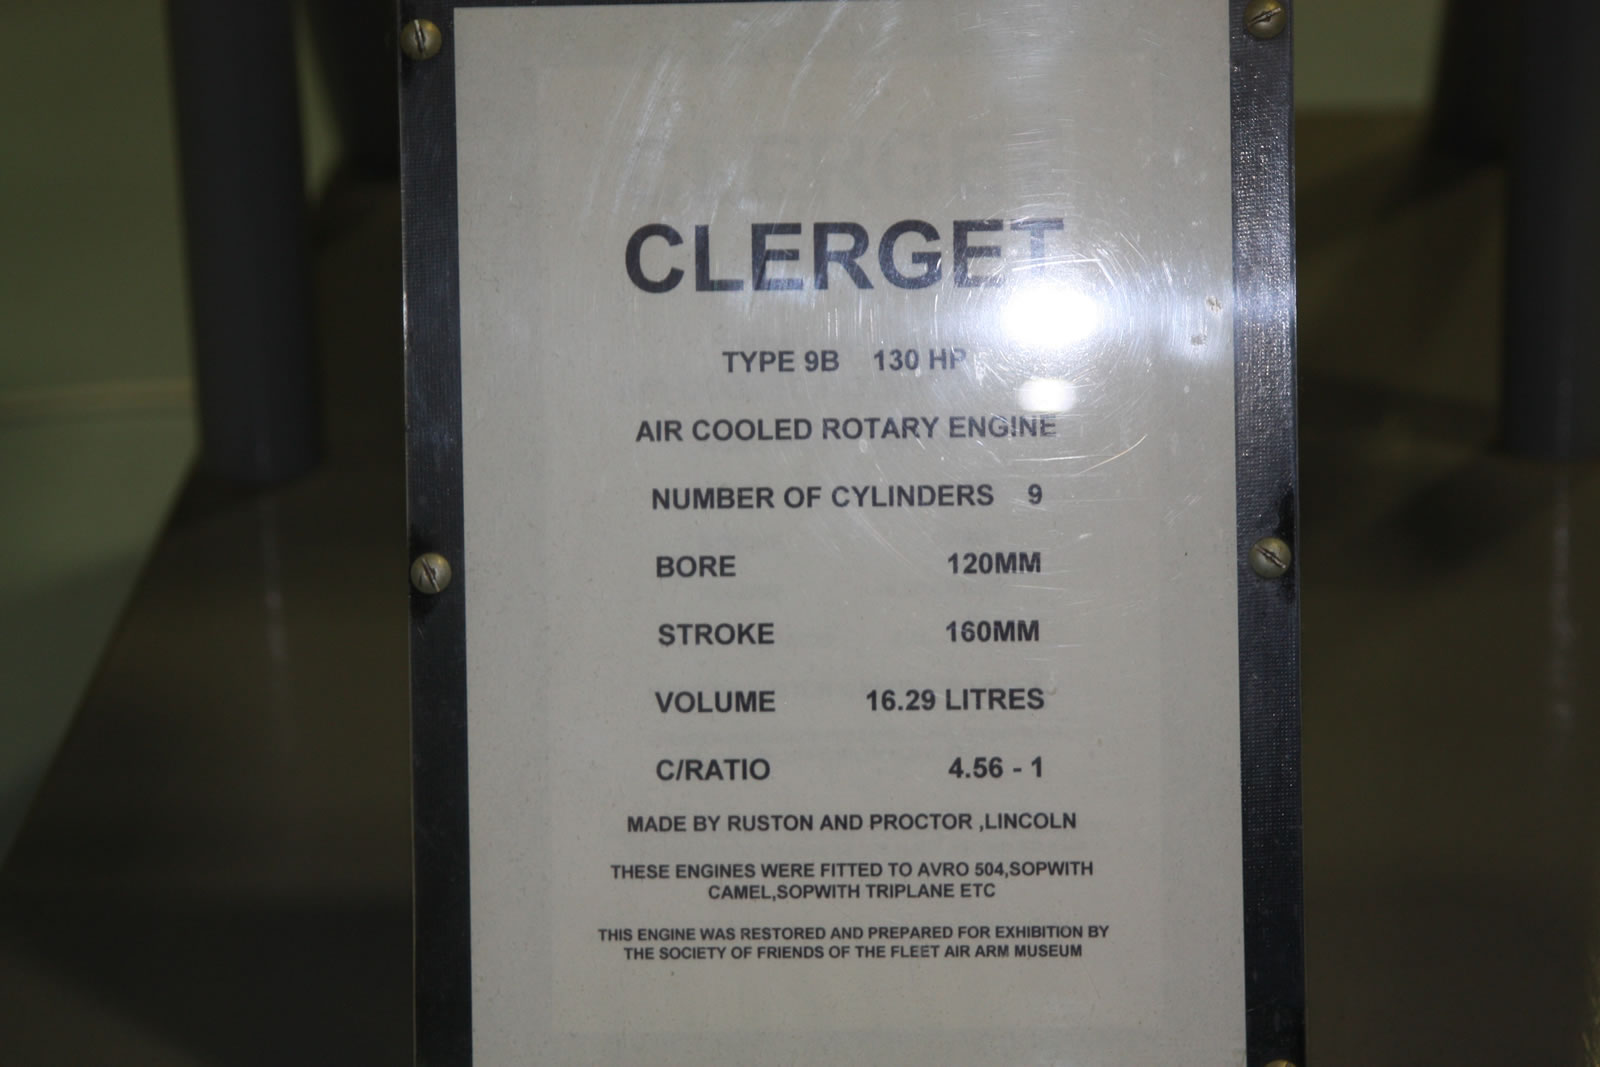 CLERGET
TYPE 9B 130 HP
AIR COOLED ROTARY ENGINE
NUMBER OF CYLINDERS 9
BORE 120MM
STROKE 160MM
VOLUME 16.29 LITRES
C/RATIO 4.56 - 1
MADE BY RUSTON AND PROCTOR ,LINCOLN
THESE ENGINES WERE FITTED TO AVRO 504,SOPWITH
CAMEL,SOPWITH TRIPLANE ETC
THIS ENGINE WAS RESTORED AND PREPARED FOR EXHIBITION BY
THE SOCIETY OF FRIENDS OF THE FLEET AIR ARM MUSEUM